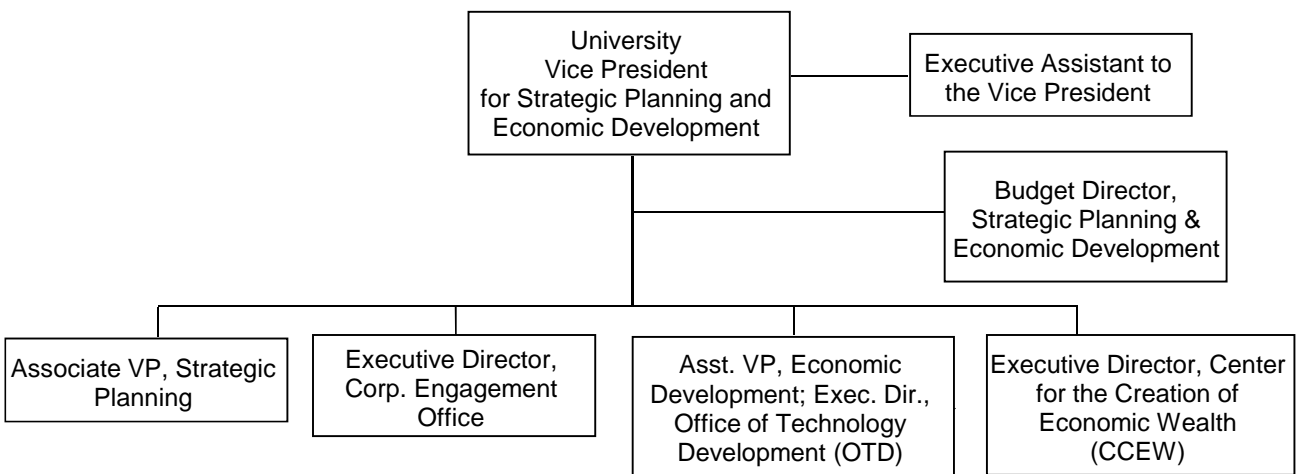 University
Vice President
for Strategic Planning and
Economic Development
Executive Assistant to
the Vice President
Budget Director,
Strategic Planning &
Economic Development
Associate VP, Strategic
Planning
Executive Director,
Corp. Engagement
Office
Asst. VP, Economic
Development; Exec. Dir.,
Office of Technology
Development (OTD)
Executive Director, Center
for the Creation of
Economic Wealth
(CCEW)